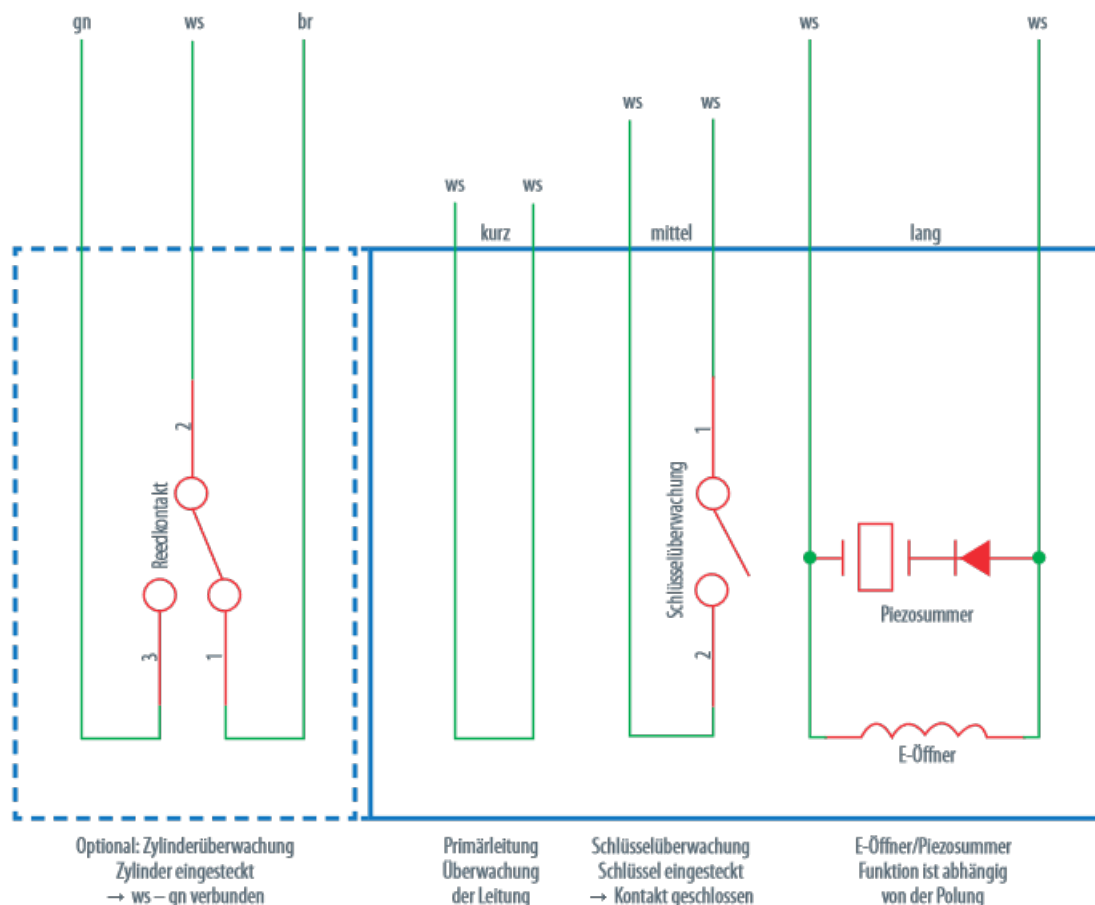 gn
ws
br
ws
ws
ws
ws
ws
ws
kurz
mittel
lang
2
Reedkontakt
3
1
1
Schlüsselüberwachung
2
Piezosummer
E-Öffner
Optional: Zylinderüberwachung
Zylinder eingesteckt
→ ws – gn verbunden
Primärleitung
Überwachung
der Leitung
Schlüsselüberwachung
Schlüssel eingesteckt
→ Kontakt geschlossen
E-Öffner/Piezosummer
Funktion ist abhängig
von der Polung